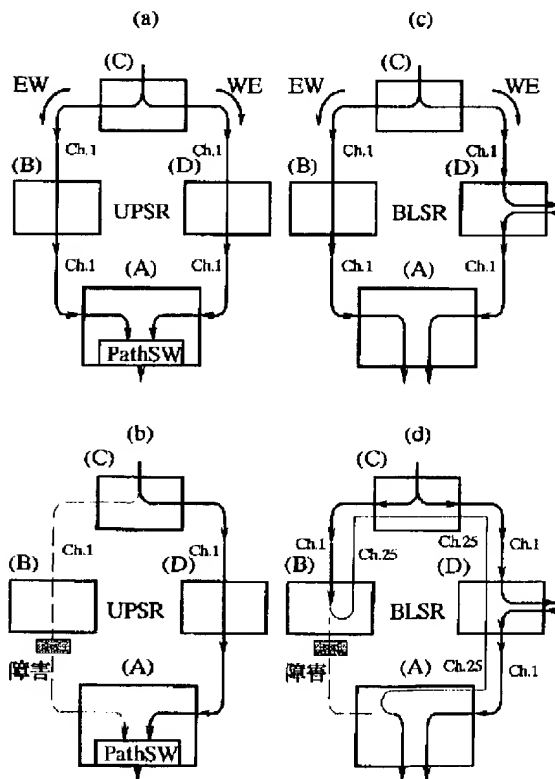 (a)
(C)
EW
WE
Ch.1
Ch.1
(B)
(D)
UPSR
Ch.1
(A)
Ch.1
PathSW
(c)
(C)
EW
WE
Ch.1
Ch.1
(B)
(D)
BLSR
Ch.1
(A)
Ch.1
(b)
(C)
Ch.1
Ch.1
(B)
(D)
UPSR
障害
(A)
PathSW
(d)
(C)
Ch.1
Ch.25
Ch.25
Ch.1
(B)
(D)
BLSR
障害
(A)
Ch.25
Ch.1